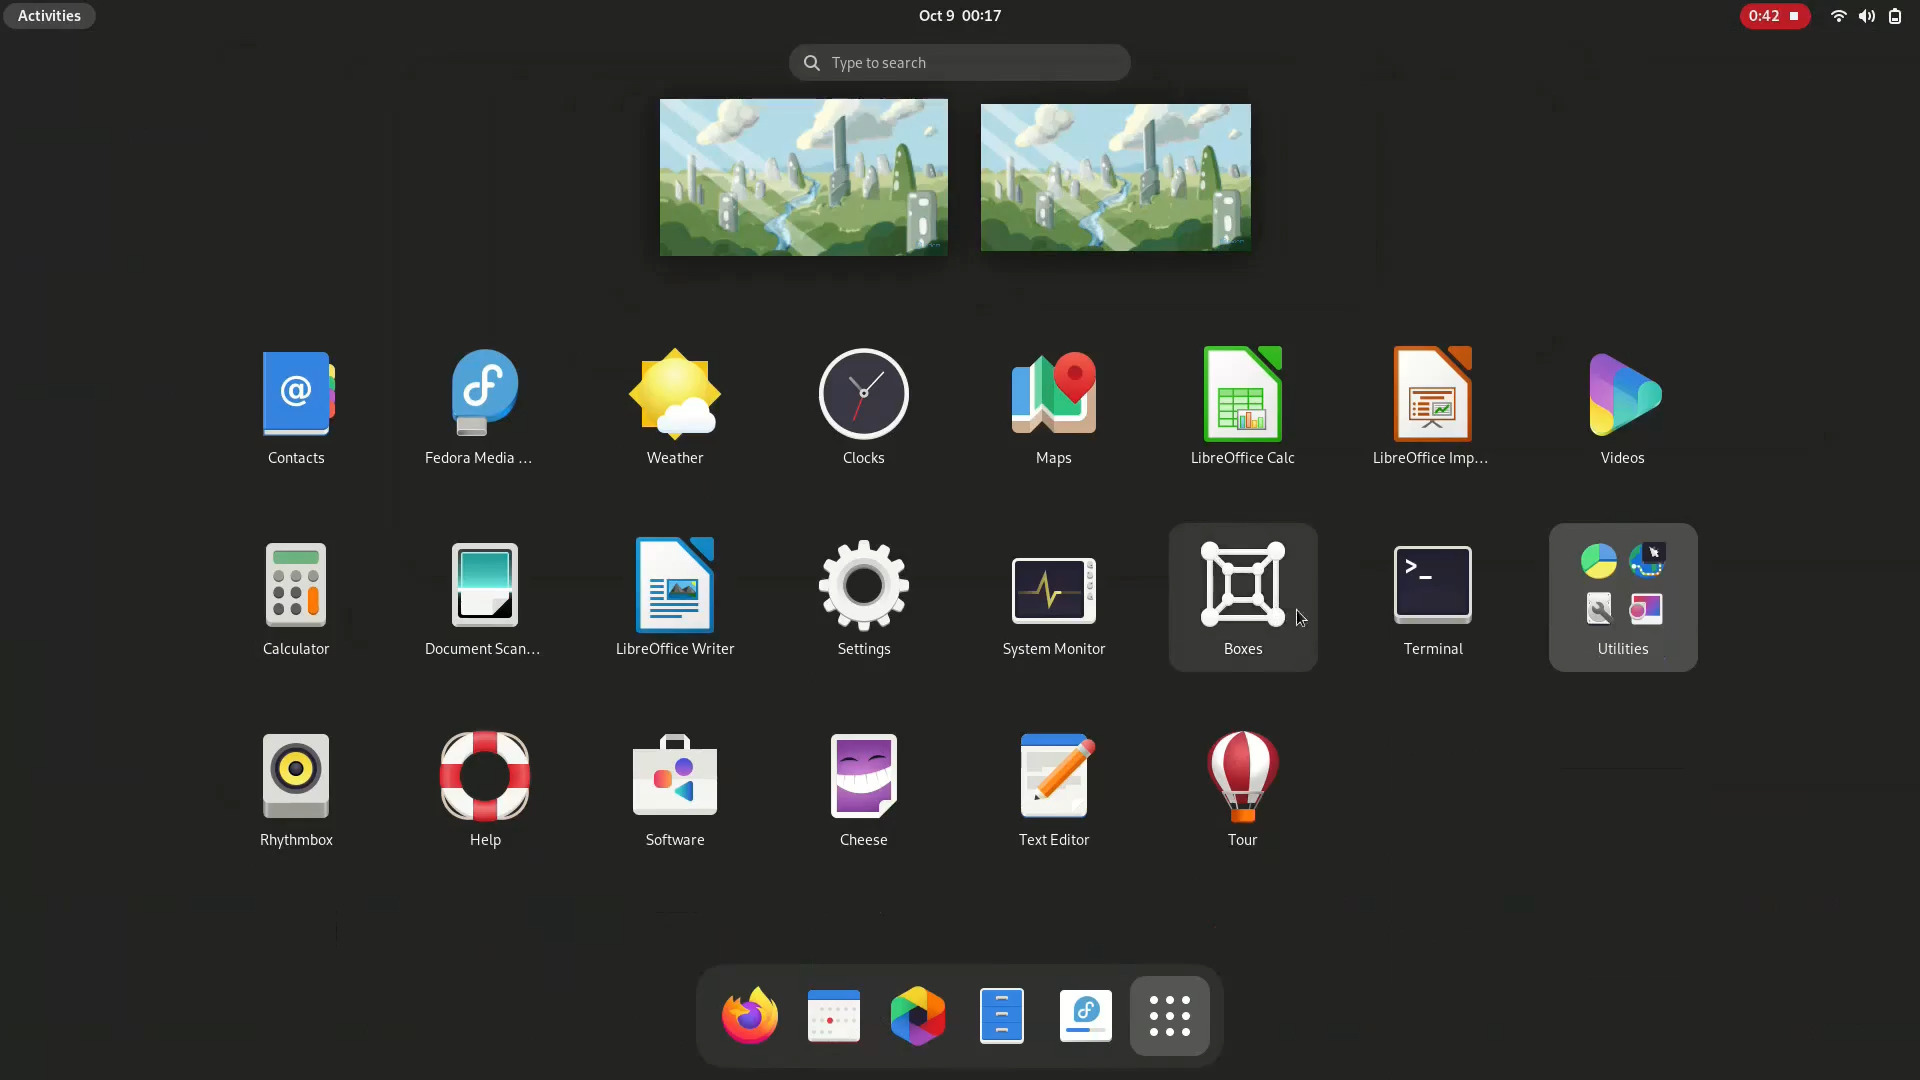 Activities
Oct 9 00:17
0:42
Type to search
Contacts
Fedora Media ...
Weather
Clocks
Maps
LibreOffice Calc
LibreOffice Imp...
Videos
Calculator
Document Scan...
LibreOffice Writer
Settings
System Monitor
Boxes
Terminal
Utilities
Rhythmbox
Help
Software
Cheese
Text Editor
Tour